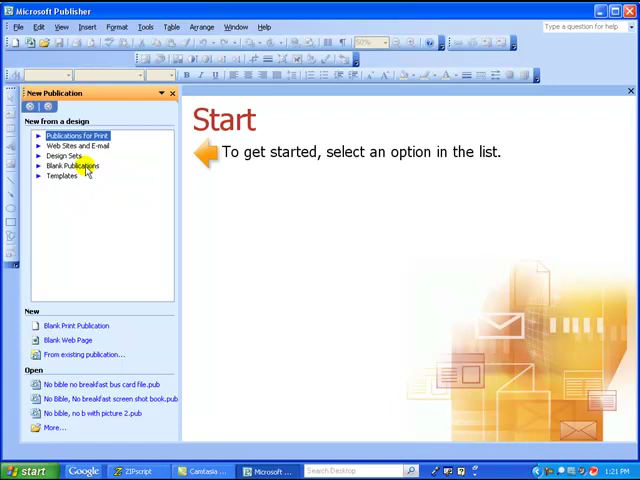 Microsoft Publisher
File Edit View Insert Format Tools Table Arrange Window Help
Type a question for help
50%
New Publication
New from a design
Publications for Print
Web Sites and E-mail
Design Sets
Blank Publications
Templates
New
Blank Print Publication
Blank Web Page
From existing publication...
Open
No bible no breakfast bus card file.pub
No Bible, No breakfast screen shot book.pub
No bible, no b with picture 2.pub
More...
Start
To get started, select an option in the list.
start
Google
ZIPscript
Camtasia
Microsoft ...
Search Desktop
1:21 PM